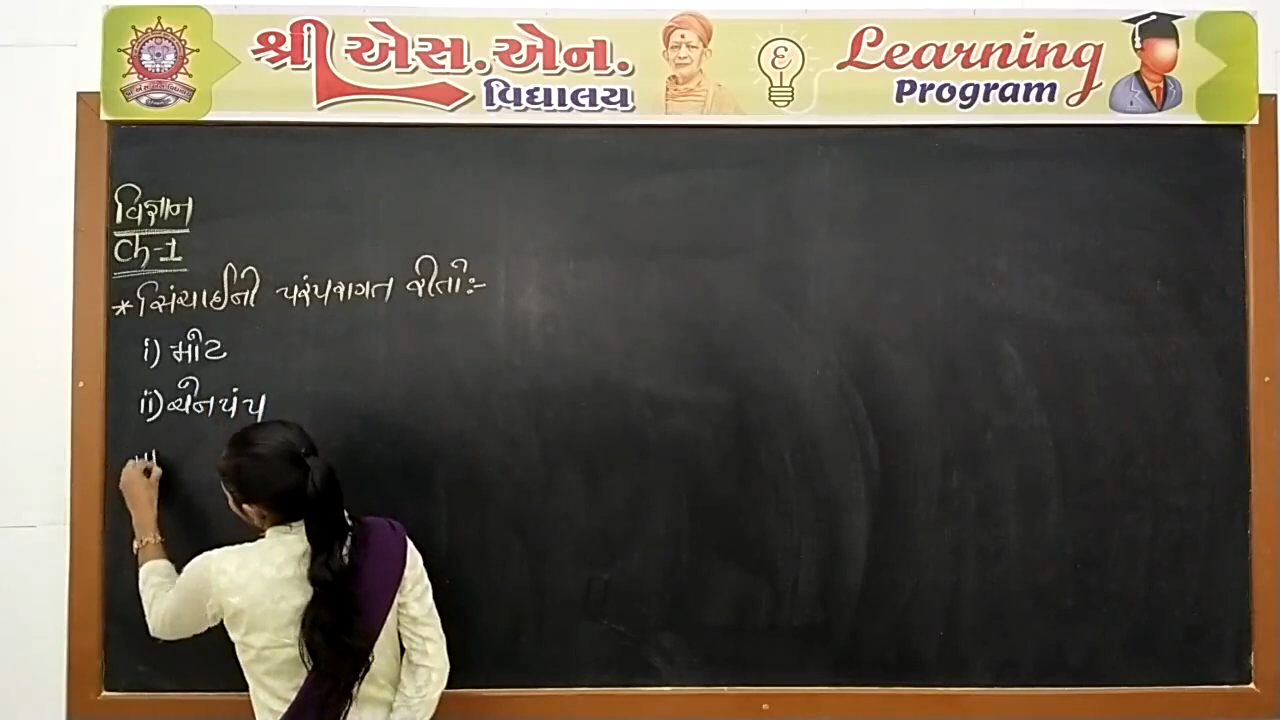 શ્રી એસ. એન.
વિદ્યાલય
Learning
Program
વિજ્ઞાન
Ch-1
* સિંચાઈની પરંપરાગત રીતો:-
i) મોટ
ii) ચેનપંપ